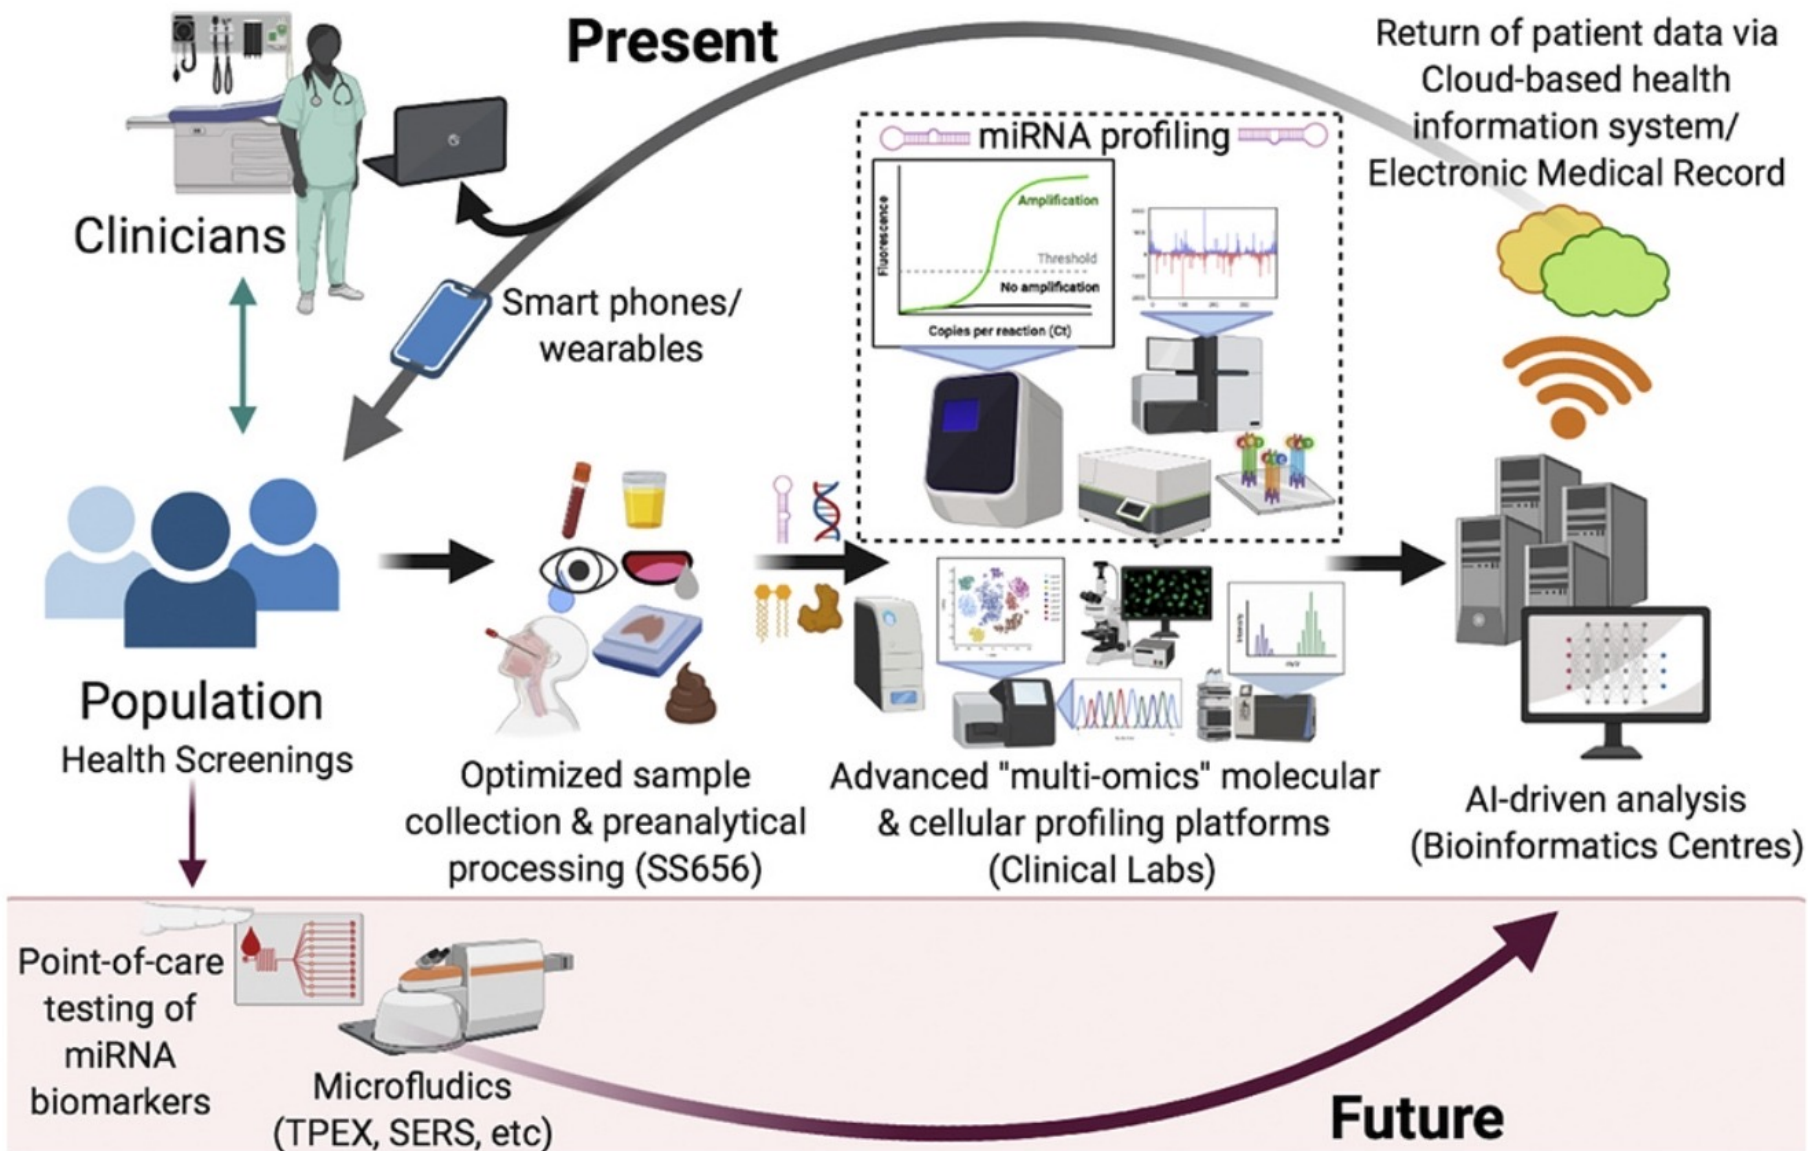 Present
Return of patient data via
Cloud-based health
information system/
Electronic Medical Record
miRNA profiling
Fluorescence
Amplification
Threshold
No amplification
Copies per reaction (Ct)
Clinicians
Smart phones/
wearables
Population
Health Screenings
Optimized sample
collection & preanalytical
processing (SS656)
Advanced "multi-omics" molecular
& cellular profiling platforms
(Clinical Labs)
Intensity
AI-driven analysis
(Bioinformatics Centres)
Point-of-care
testing of
miRNA
biomarkers
Microfludics
(TPEX, SERS, etc)
Future